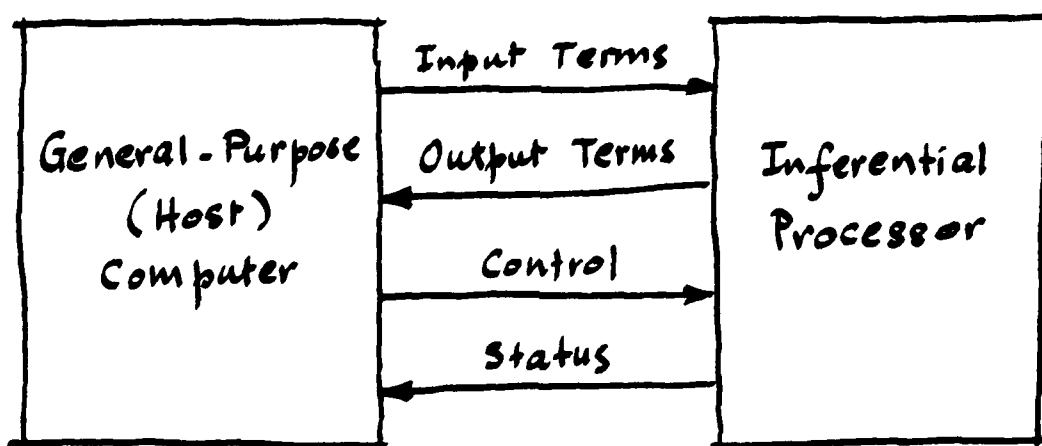 General-Purpose
(Host)
Computer
Input Terms
Output Terms
Control
Status
Inferential
Processor